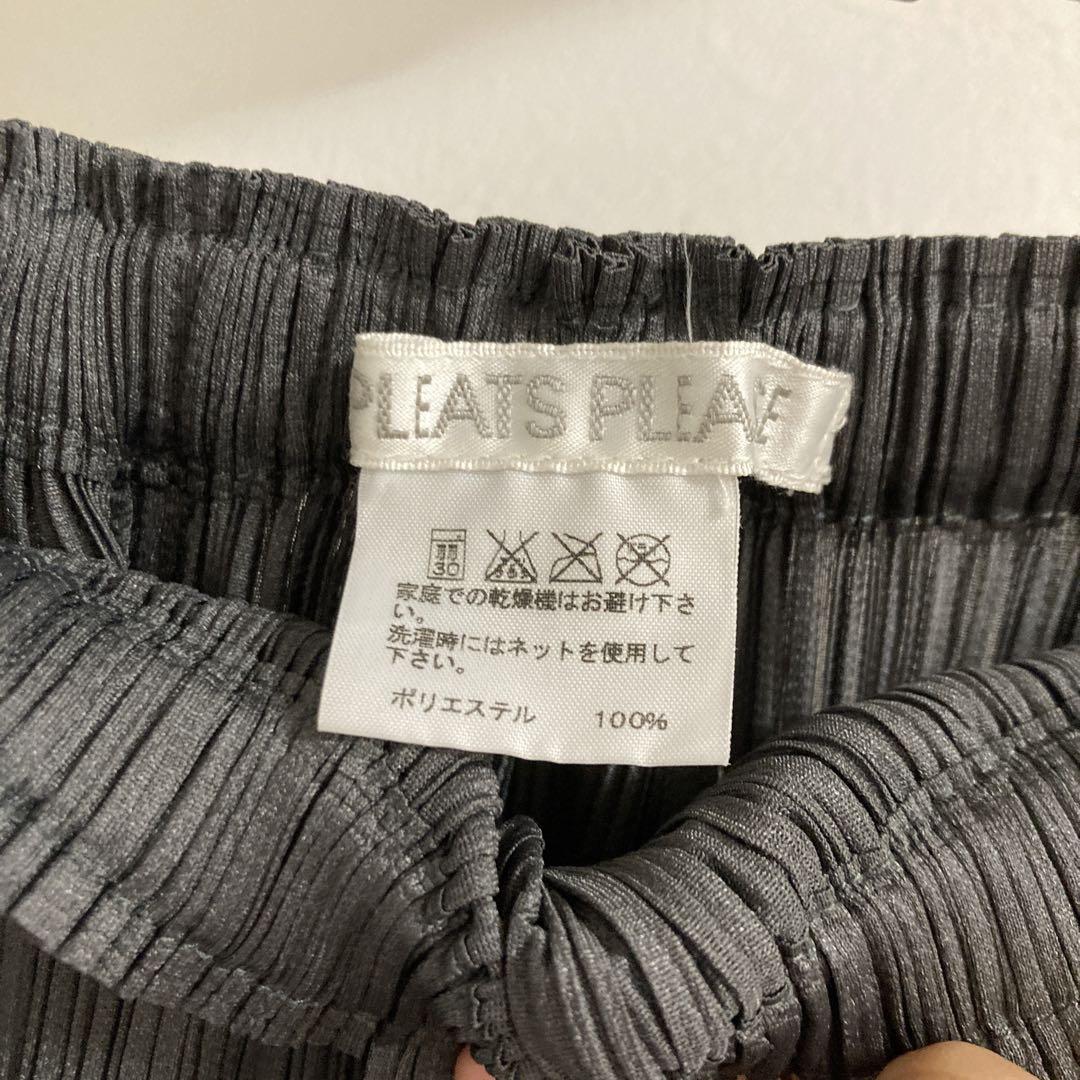 PLEATS PLEASE
30
家庭での乾燥機はお避け下さ
い。
洗濯時にはネットを使用して
下さい。
ポリエステル 100%